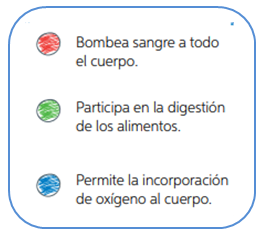 Bombea sangre a todo
el cuerpo.
Participa en la digestión
de los alimentos.
Permite la incorporación
de oxígeno al cuerpo.